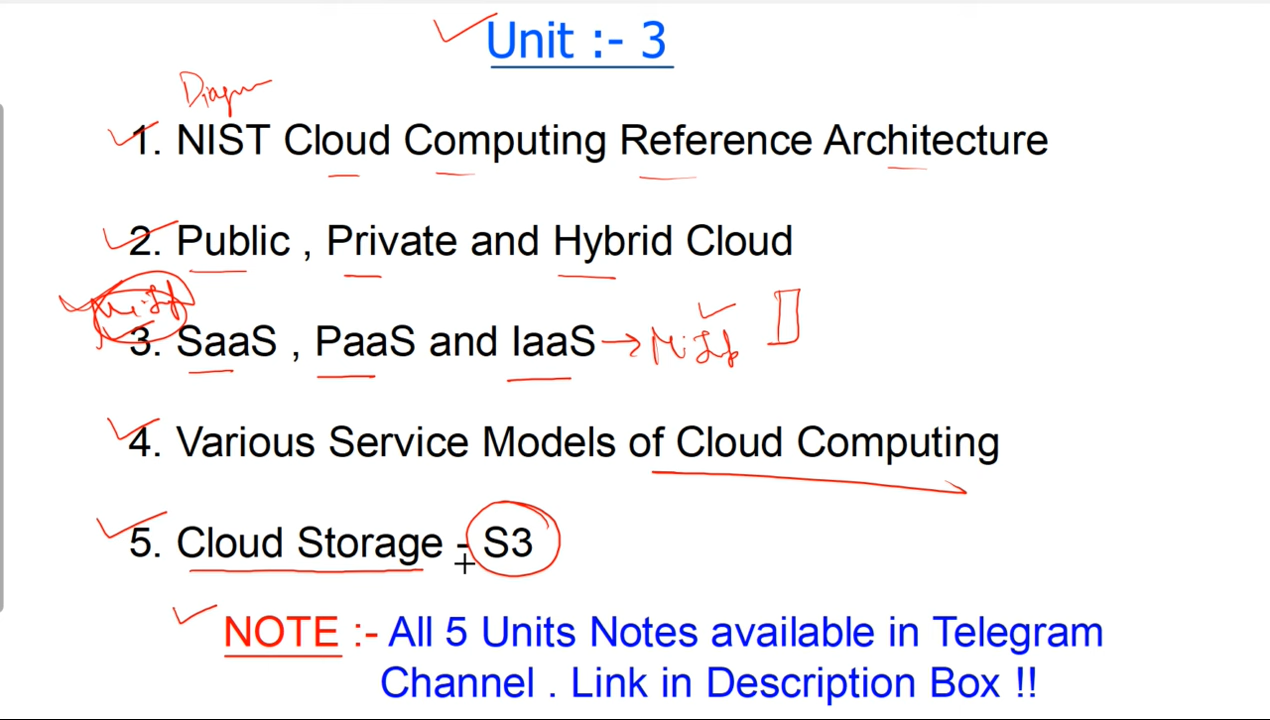 Unit :- 3
1. NIST Cloud Computing Reference Architecture
2. Public , Private and Hybrid Cloud
3. SaaS , PaaS and IaaS
4. Various Service Models of Cloud Computing
5. Cloud Storage - S3
NOTE :- All 5 Units Notes available in Telegram
Channel . Link in Description Box !!